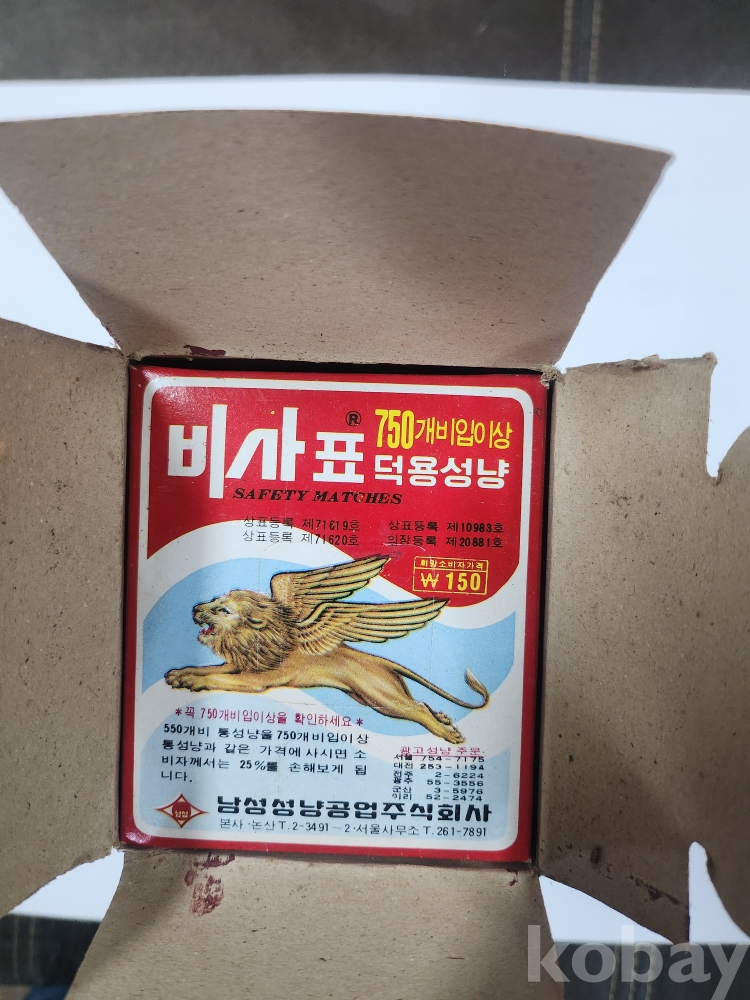 비사표 ®
750개비입이상
덕용성냥
SAFETY MATCHES
상표등록 제71619호 상표등록 제10983호
상표등록 제71620호 의장등록 제20881호
희망소비자가격
₩150
*꼭 750개비입이상을 확인하세요*
550개비 통성냥을 750개비입이상
통성냥과 같은 가격에 사시면 소
비자께서는 25%를 손해보게 됩
니다.
광고성냥 주문
서울 754-7175
대전 253-1194
전주 2-6224
광주 55-3556
군산 3-5976
이리 52-2474
남성
남성성냥공업주식회사
본사·논산 T.2-3491~2·서울사무소 T.261-7891
kobay